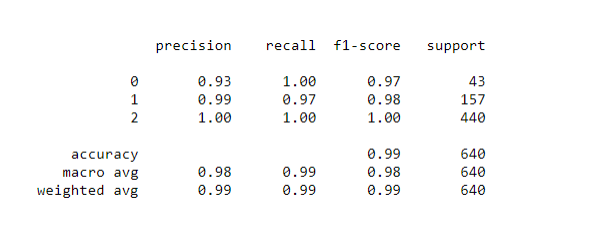 precision recall f1-score support
0 0.93 1.00 0.97 43
1 0.99 0.97 0.98 157
2 1.00 1.00 1.00 440
accuracy 0.99 640
macro avg 0.98 0.99 0.98 640
weighted avg 0.99 0.99 0.99 640